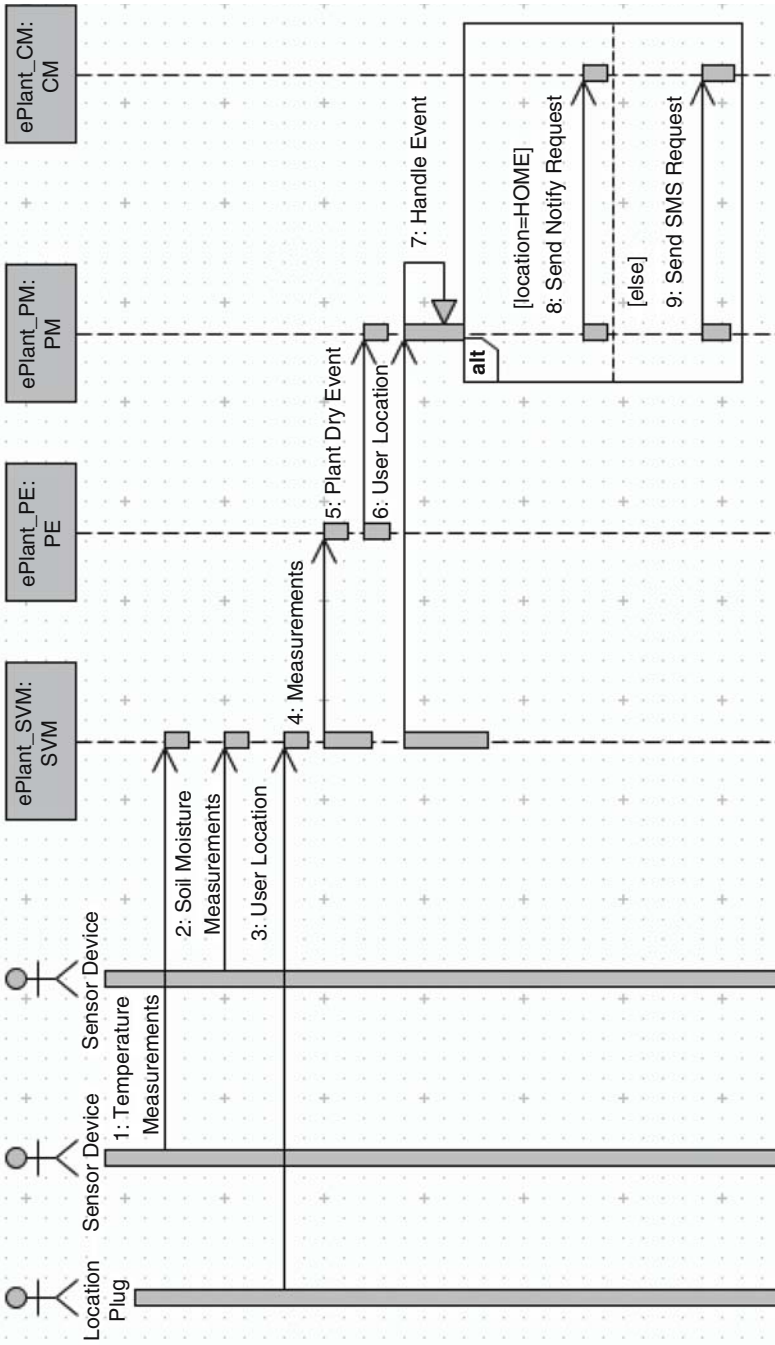 Location
Plug
Sensor Device
Sensor Device
ePlant_SVM:
SVM
ePlant_PE:
PE
ePlant_PM:
PM
ePlant_CM:
CM
1: Temperature
Measurements
2: Soil Moisture
Measurements
3: User Location
4: Measurements
5: Plant Dry Event
6: User Location
7: Handle Event
alt
[location=HOME]
8: Send Notify Request
[else]
9: Send SMS Request